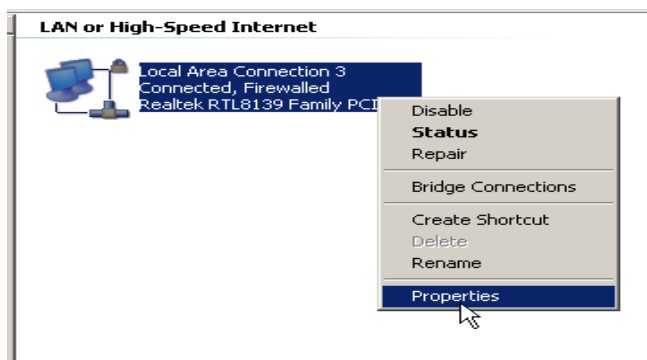 LAN or High-Speed Internet
Local Area Connection 3
Connected, Firewalled
Realtek RTL8139 Family PCI
Disable
Status
Repair
Bridge Connections
Create Shortcut
Delete
Rename
Properties